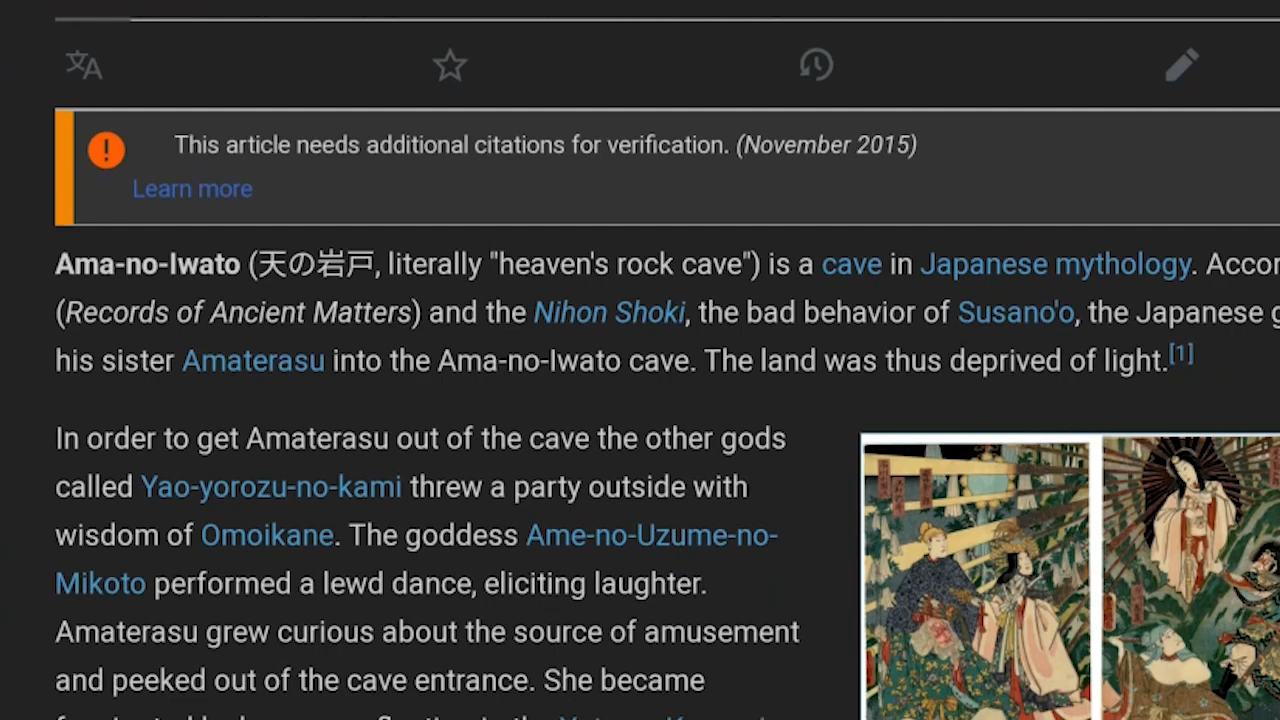 This article needs additional citations for verification. (November 2015)
Learn more
Ama-no-Iwato (天の岩戸, literally "heaven's rock cave") is a cave in Japanese mythology. Accor
(Records of Ancient Matters) and the Nihon Shoki, the bad behavior of Susano'o, the Japanese g
his sister Amaterasu into the Ama-no-Iwato cave. The land was thus deprived of light.[1]
In order to get Amaterasu out of the cave the other gods
called Yao-yorozu-no-kami threw a party outside with
wisdom of Omoikane. The goddess Ame-no-Uzume-no-
Mikoto performed a lewd dance, eliciting laughter.
Amaterasu grew curious about the source of amusement
and peeked out of the cave entrance. She became